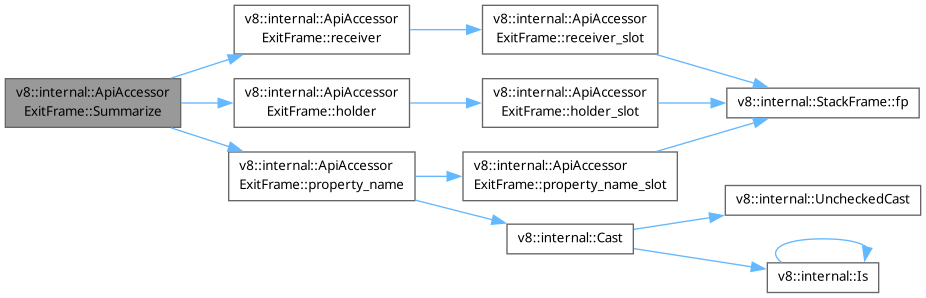 v8::internal::ApiAccessor
ExitFrame::Summarize
v8::internal::ApiAccessor
ExitFrame::receiver
v8::internal::ApiAccessor
ExitFrame::receiver_slot
v8::internal::ApiAccessor
ExitFrame::holder
v8::internal::ApiAccessor
ExitFrame::holder_slot
v8::internal::StackFrame::fp
v8::internal::ApiAccessor
ExitFrame::property_name
v8::internal::ApiAccessor
ExitFrame::property_name_slot
v8::internal::Cast
v8::internal::UncheckedCast
v8::internal::Is